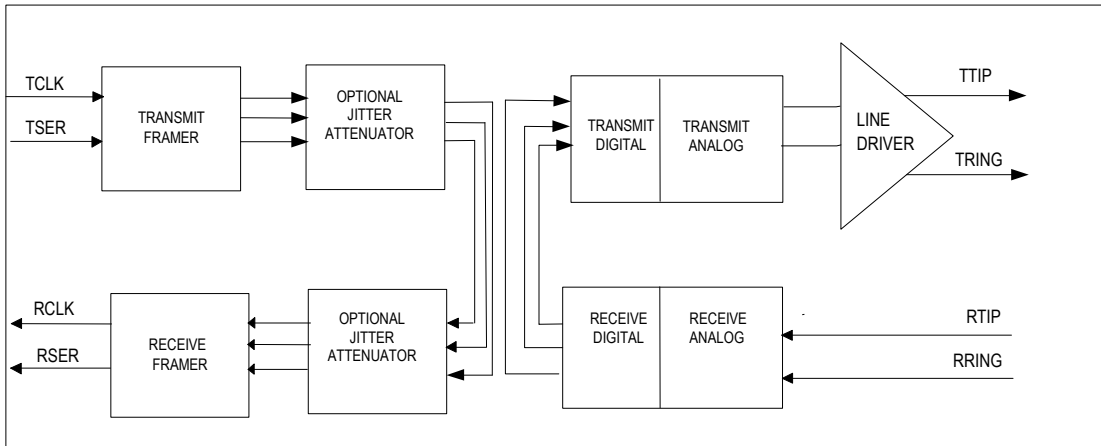 TCLK
TSER
TRANSMIT
FRAMER
OPTIONAL
JITTER
ATTENUATOR
TRANSMIT
DIGITAL
TRANSMIT
ANALOG
LINE
DRIVER
TTIP
TRING
RCLK
RSER
RECEIVE
FRAMER
OPTIONAL
JITTER
ATTENUATOR
RECEIVE
DIGITAL
RECEIVE
ANALOG
RTIP
RRING